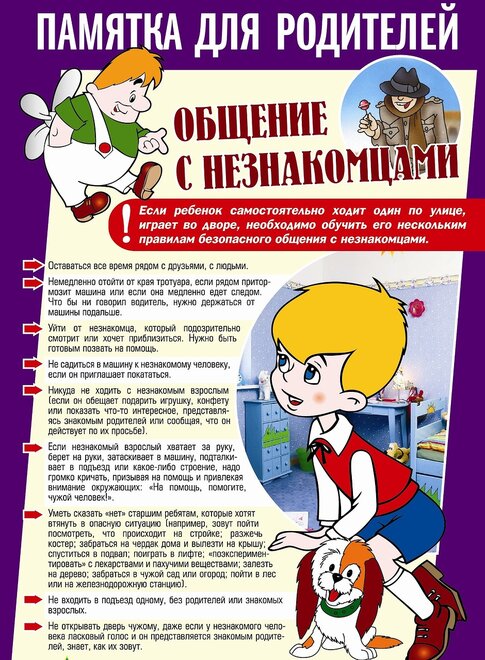 ПАМЯТКА ДЛЯ РОДИТЕЛЕЙ
ОБЩЕНИЕ
С НЕЗНАКОМЦАМИ
! Если ребенок самостоятельно ходит один по улице,
играет во дворе, необходимо обучить его нескольким
правилам безопасного общения с незнакомцами.
Оставаться все время рядом с друзьями, с людьми.
Немедленно отойти от края тротуара, если рядом притор-
мозит машина или если она медленно едет следом.
Что бы ни говорил водитель, нужно держаться от
машины подальше.
Уйти от незнакомца, который подозрительно
смотрит или хочет приблизиться. Нужно быть
готовым позвать на помощь.
Не садиться в машину к незнакомому человеку,
если он приглашает покататься.
Никуда не ходить с незнакомым взрослым
(если он обещает подарить игрушку, конфету
или показать что-то интересное, представля-
ясь знакомым родителей или сообщая, что он
действует по их просьбе).
Если незнакомый взрослый хватает за руку,
берет на руки, затаскивает в машину, подталки-
вает в подъезд или какое-либо строение, надо
громко кричать, призывая на помощь и привлекая
внимание окружающих: «На помощь, помогите,
чужой человек!».
Уметь сказать «нет» старшим ребятам, которые хотят
втянуть в опасную ситуацию (например, зовут пойти
посмотреть, что происходит на стройке; разжечь
костер; забраться на чердак дома и вылезти на крышу;
спуститься в подвал; поиграть в лифте; «поэкспери-
ментировать» с лекарствами и пахучими веществами; залезть
на дерево; забраться в чужой сад или огород; пойти в лес
или на железнодорожную станцию).
Не входить в подъезд одному, без родителей или знакомых
взрослых.
Не открывать дверь чужому, даже если у незнакомого чело-
века ласковый голос и он представляется знакомым родите-
лей, знает, как их зовут.